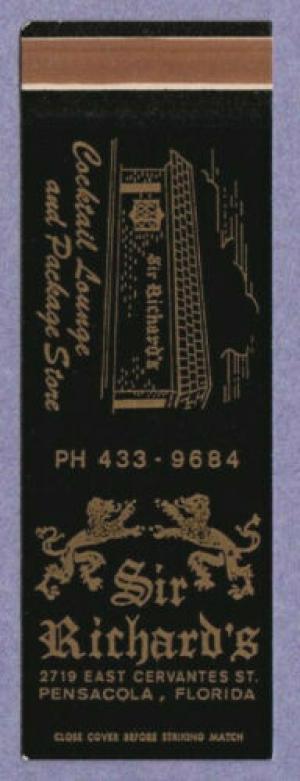 Cocktail Lounge
and Package Store
Sir Richard's
PH 433-9684
Sir
Richard's
2719 EAST CERVANTES ST.
PENSACOLA, FLORIDA
CLOSE COVER BEFORE STRIKING MATCH